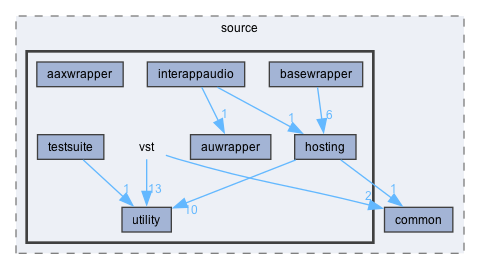 source
aaxwrapper
interappaudio
basewrapper
1
1
6
testsuite
vst
auwrapper
hosting
1
13
10
2
1
utility
common